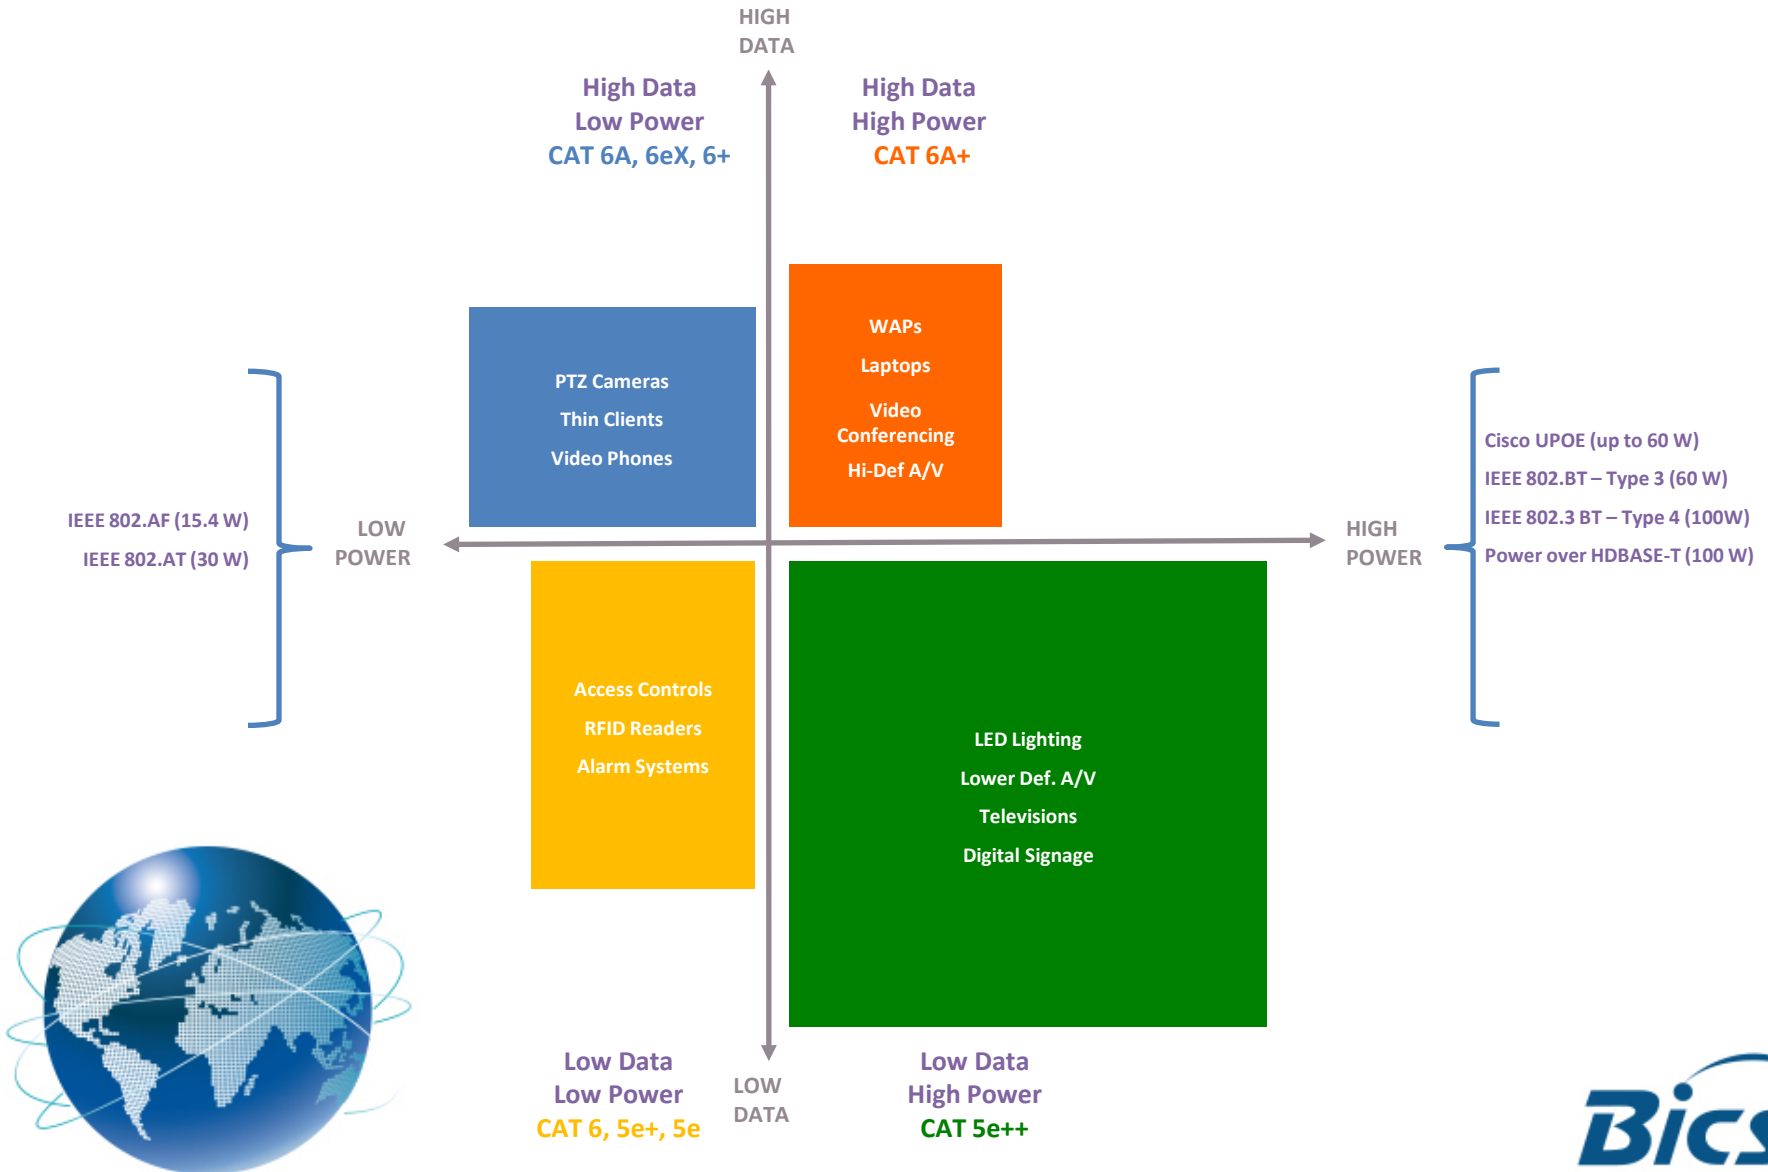 HIGH
DATA
High Data
Low Power
CAT 6A, 6eX, 6+
High Data
High Power
CAT 6A+
PTZ Cameras
Thin Clients
Video Phones
WAPs
Laptops
Video
Conferencing
Hi-Def A/V
IEEE 802.AF (15.4 W)
IEEE 802.AT (30 W)
LOW
POWER
HIGH
POWER
Cisco UPOE (up to 60 W)
IEEE 802.BT – Type 3 (60 W)
IEEE 802.3 BT – Type 4 (100W)
Power over HDBASE-T (100 W)
Access Controls
RFID Readers
Alarm Systems
LED Lighting
Lower Def. A/V
Televisions
Digital Signage
Low Data
Low Power
CAT 6, 5e+, 5e
LOW
DATA
Low Data
High Power
CAT 5e++
Bics